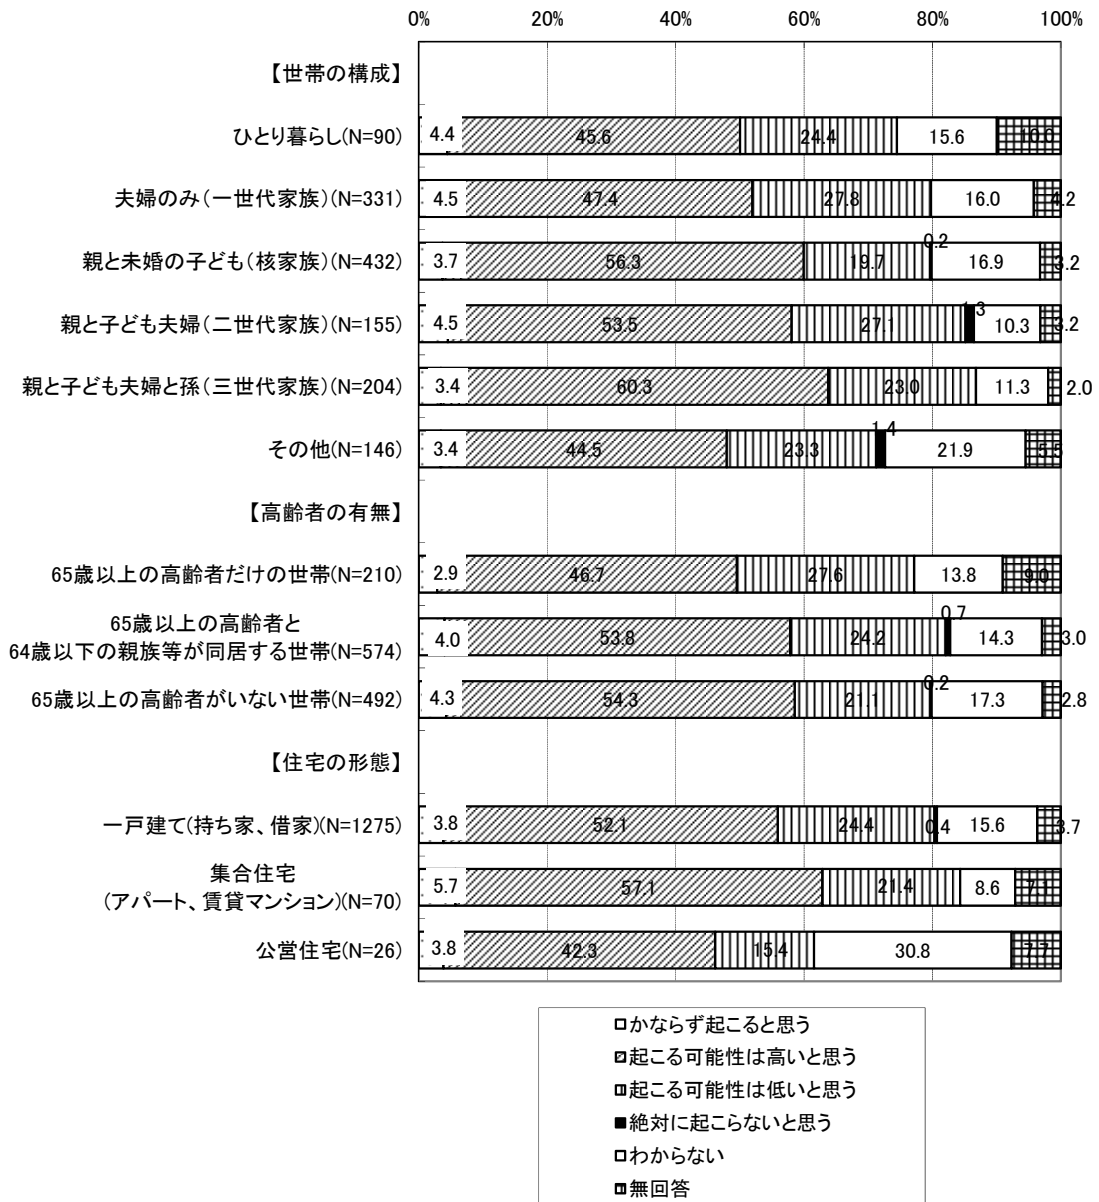 0% 20% 40% 60% 80% 100%
【世帯の構成】
ひとり暮らし(N=90) 4.4 45.6 24.4 15.6 10.0
夫婦のみ(一世代家族)(N=331) 4.5 47.4 27.8 16.0 4.2
親と未婚の子ども(核家族)(N=432) 3.7 56.3 19.7 0.2 16.9 3.2
親と子ども夫婦(二世代家族)(N=155) 4.5 53.5 27.1 1.3 10.3 3.2
親と子ども夫婦と孫(三世代家族)(N=204) 3.4 60.3 23.0 11.3 2.0
その他(N=146) 3.4 44.5 23.3 1.4 21.9 5.5
【高齢者の有無】
65歳以上の高齢者だけの世帯(N=210) 2.9 46.7 27.6 13.8 9.0
65歳以上の高齢者と
64歳以下の親族等が同居する世帯(N=574) 4.0 53.8 24.2 0.7 14.3 3.0
65歳以上の高齢者がいない世帯(N=492) 4.3 54.3 21.1 0.2 17.3 2.8
【住宅の形態】
一戸建て(持ち家、借家)(N=1275) 3.8 52.1 24.4 0.4 15.6 3.7
集合住宅
(アパート、賃貸マンション)(N=70) 5.7 57.1 21.4 8.6 7.1
公営住宅(N=26) 3.8 42.3 15.4 30.8 7.7
かならず起こると思う
起こる可能性は高いと思う
起こる可能性は低いと思う
絶対に起こらないと思う
わからない
無回答